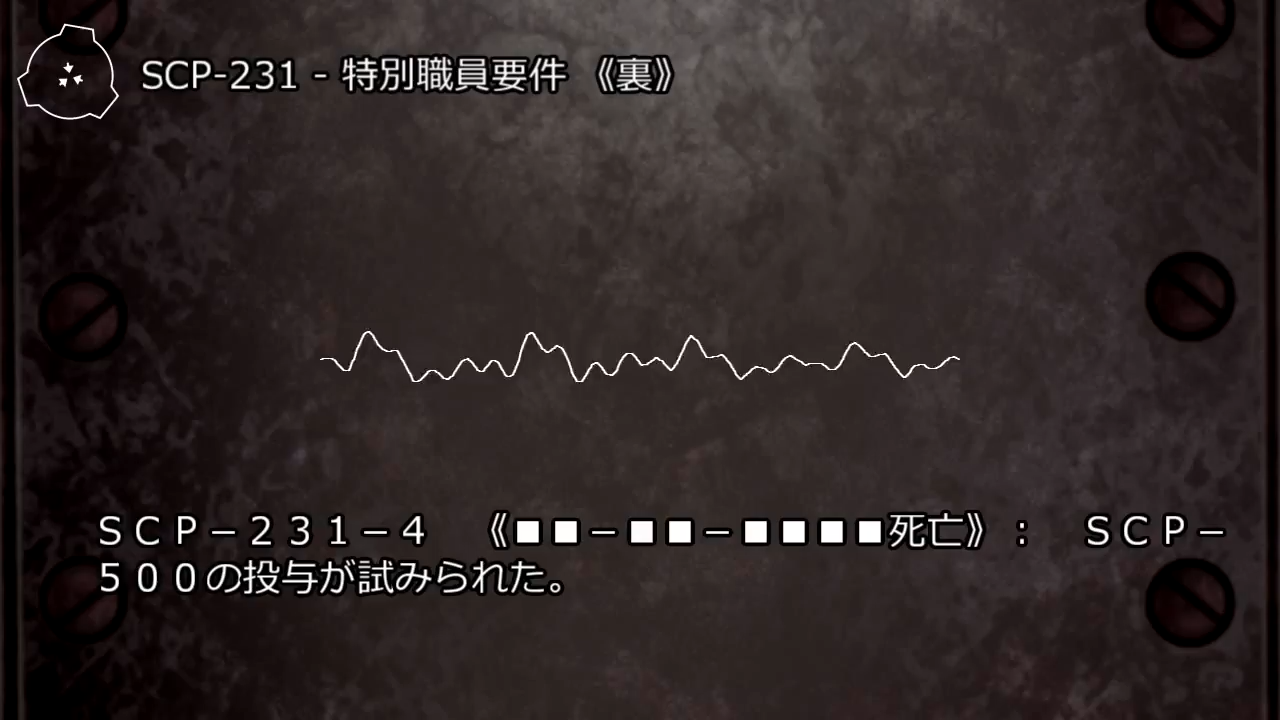 SCP-231 - 特別職員要件 《裏》
ＳＣＰ－２３１－４　《■■－■■－■■■■死亡》：　ＳＣＰ－
５００の投与が試みられた。